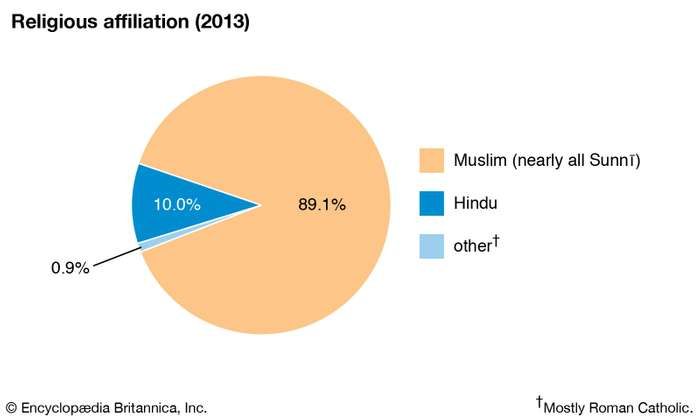 Religious affiliation (2013)
Muslim (nearly all Sunnī)
10.0%
89.1%
Hindu
other†
0.9%
© Encyclopædia Britannica, Inc.
†Mostly Roman Catholic.